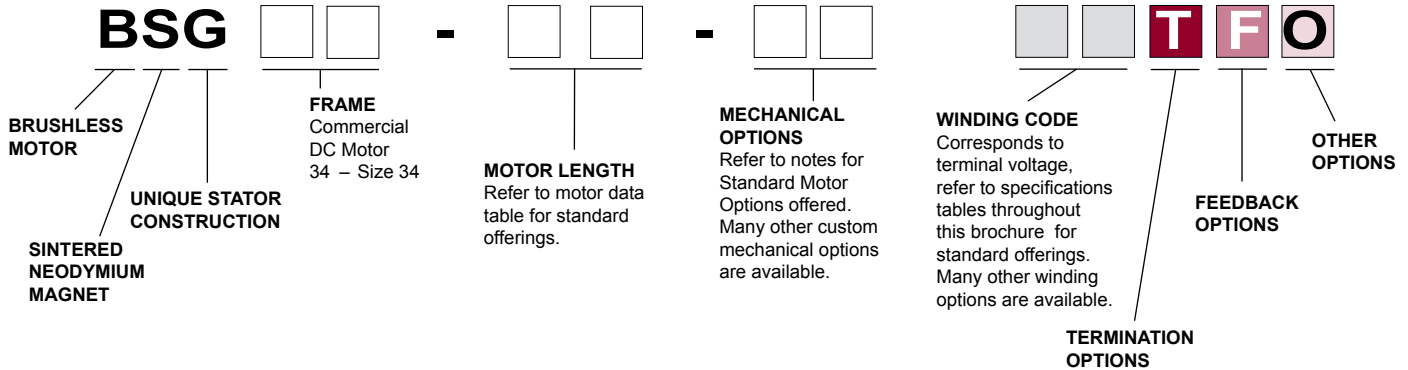 BSG - - T F O
BRUSHLESS
MOTOR
SINTERED
NEODYMIUM
MAGNET
UNIQUE STATOR
CONSTRUCTION
FRAME
Commercial
DC Motor
34 – Size 34
MOTOR LENGTH
Refer to motor data
table for standard
offerings.
MECHANICAL
OPTIONS
Refer to notes for
Standard Motor
Options offered.
Many other custom
mechanical options
are available.
WINDING CODE
Corresponds to
terminal voltage,
refer to specifications
tables throughout
this brochure for
standard offerings.
Many other winding
options are available.
TERMINATION
OPTIONS
FEEDBACK
OPTIONS
OTHER
OPTIONS